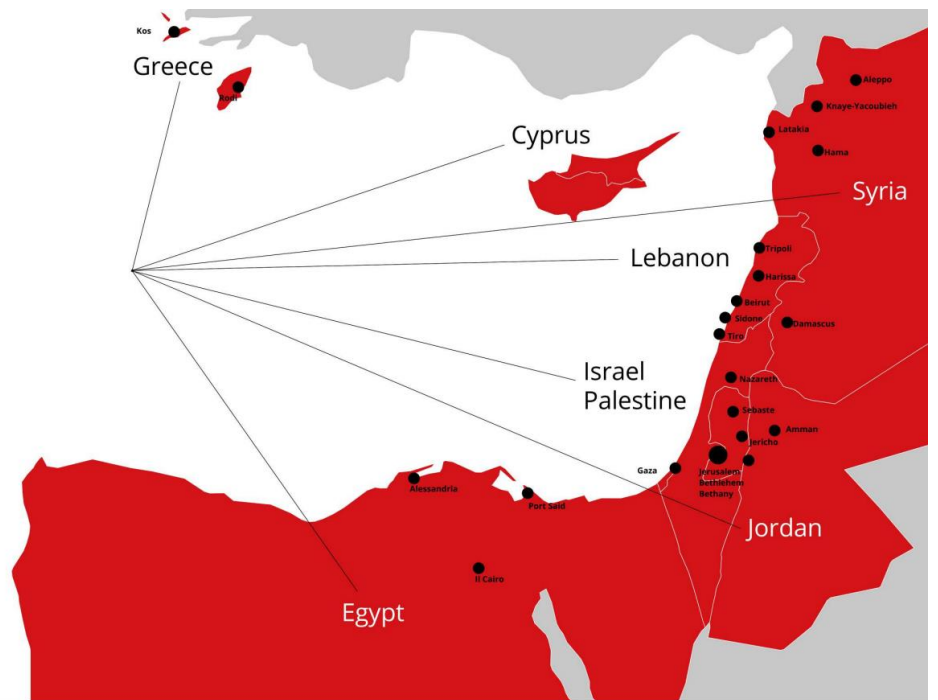 Kos
Greece
Rodi
Aleppo
Knaye-Yacoubieh
Latakia
Cyprus
Hama
Syria
Tripoli
Lebanon
Harissa
Beirut
Sidone
Damascus
Tiro
Israel
Palestine
Nazareth
Sebaste
Amman
Jericho
Gaza
Jerusalem
Bethlehem
Bethany
Alessandria
Port Said
Jordan
Il Cairo
Egypt